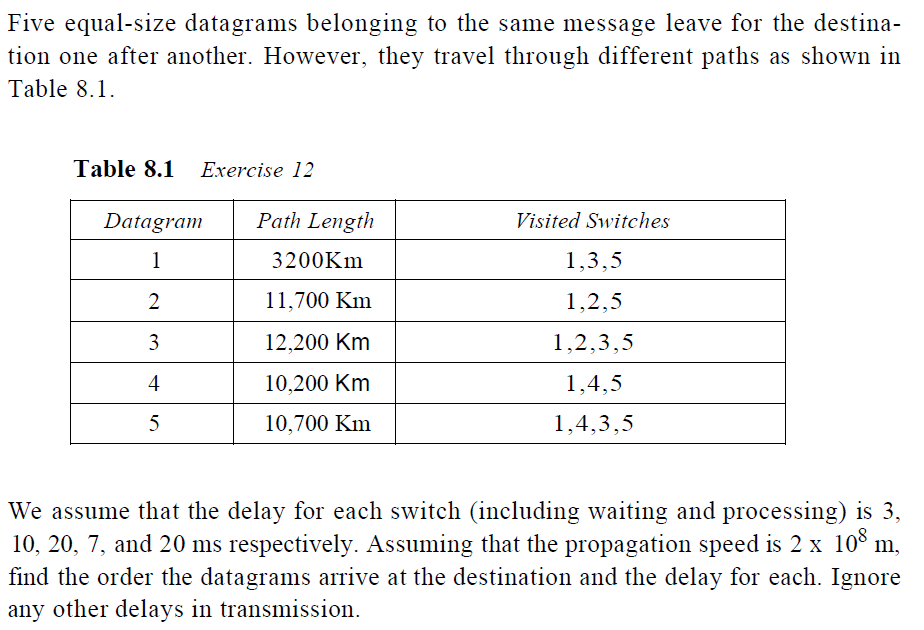 Five equal-size datagrams belonging to the same message leave for the destina-
tion one after another. However, they travel through different paths as shown in
Table 8.1.
Table 8.1 Exercise 12
Datagram Path Length Visited Switches
1 3200Km 1,3,5
2 11,700 Km 1,2,5
3 12,200 Km 1,2,3,5
4 10,200 Km 1,4,5
5 10,700 Km 1,4,3,5
We assume that the delay for each switch (including waiting and processing) is 3,
10, 20, 7, and 20 ms respectively. Assuming that the propagation speed is 2 x 10⁸ m,
find the order the datagrams arrive at the destination and the delay for each. Ignore
any other delays in transmission.